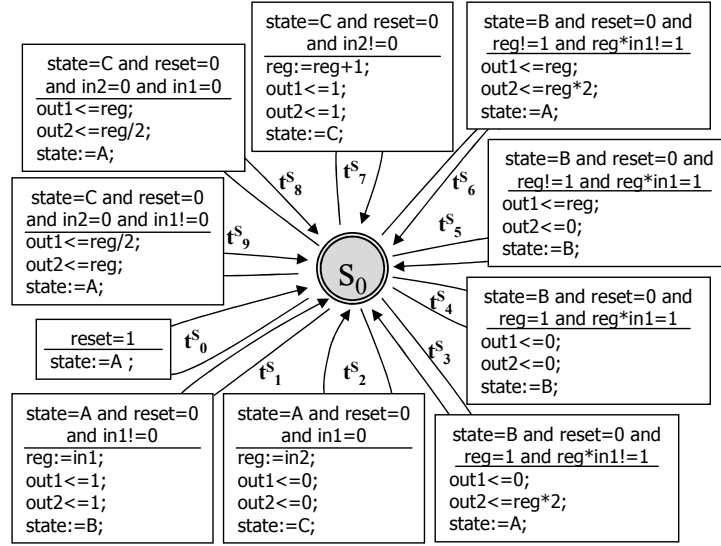 state=C and reset=0
and in2=0 and in1=0
out1<=reg;
out2<=reg/2;
state:=A;
t^S_8
state=C and reset=0
and in2!=0
reg:=reg+1;
out1<=1;
out2<=1;
state:=C;
t^S_7
state=B and reset=0 and
reg!=1 and reg*in1!=1
out1<=reg;
out2<=reg*2;
state:=A;
t^S_6
state=B and reset=0 and
reg!=1 and reg*in1=1
out1<=reg;
out2<=0;
state:=B;
t^S_5
state=C and reset=0
and in2=0 and in1!=0
out1<=reg/2;
out2<=reg;
state:=A;
t^S_9
S_0
state=B and reset=0 and
reg=1 and reg*in1=1
out1<=0;
out2<=0;
state:=B;
t^S_4
reset=1
state:=A ;
t^S_0
state=A and reset=0
and in1!=0
reg:=in1;
out1<=1;
out2<=1;
state:=B;
t^S_1
state=A and reset=0
and in1=0
reg:=in2;
out1<=0;
out2<=0;
state:=C;
t^S_2
state=B and reset=0 and
reg=1 and reg*in1!=1
out1<=0;
out2<=reg*2;
state:=A;
t^S_3